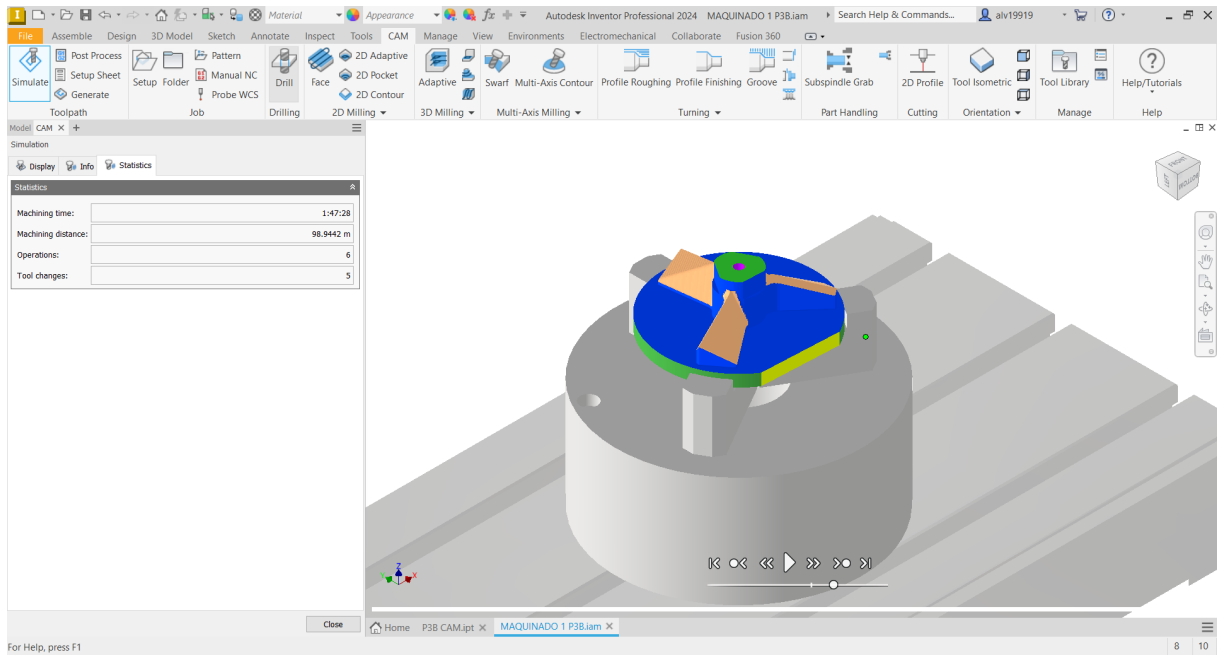 Material Appearance Autodesk Inventor Professional 2024 MAQUINADO 1 P3B.iam Search Help & Commands... alv19919
File Assemble Design 3D Model Sketch Annotate Inspect Tools CAM Manage View Environments Electromechanical Collaborate Fusion 360
Simulate Post Process Setup Sheet Generate Setup Folder Pattern Manual NC Probe WCS Drill Face 2D Adaptive 2D Pocket 2D Contour Adaptive Swarf Multi-Axis Contour Profile Roughing Profile Finishing Groove Subspindle Grab 2D Profile Tool Isometric Tool Library Help/Tutorials
Toolpath Job Drilling 2D Milling 3D Milling Multi-Axis Milling Turning Part Handling Cutting Orientation Manage Help
Model CAM
Simulation
Display Info Statistics
Statistics
Machining time: 1:47:28
Machining distance: 98.9442 m
Operations: 6
Tool changes: 5
FRONT
LEFT BOTTOM
Z
X
Close
Home P3B CAM.ipt MAQUINADO 1 P3B.iam
For Help, press F1 8 10